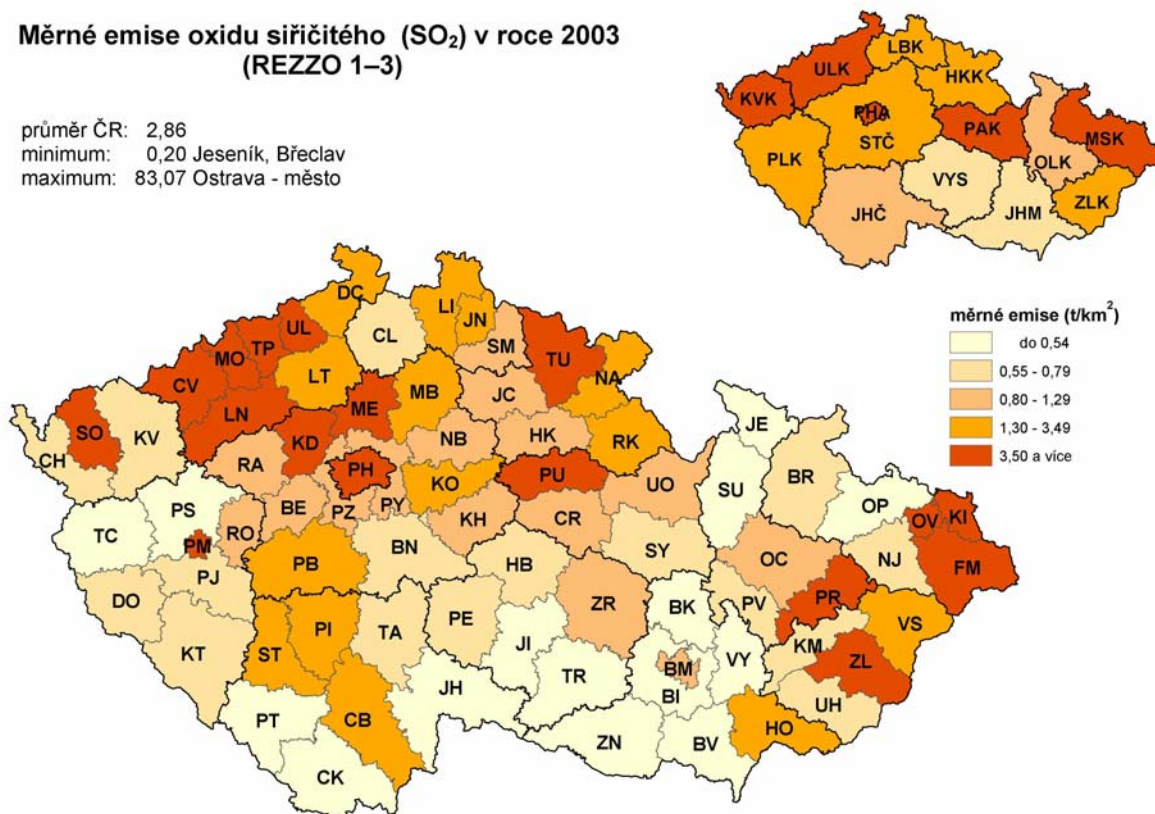 Měrné emise oxidu siřičitého (SO₂) v roce 2003
(REZZO 1–3)
průměr ČR: 2,86
minimum: 0,20 Jeseník, Břeclav
maximum: 83,07 Ostrava - město
LBK
ULK
HKK
KVK
PHA
PAK
STČ
MSK
PLK
OLK
VYS
ZLK
JHČ
JHM
měrné emise (t/km²)
do 0,54
0,55 - 0,79
0,80 - 1,29
1,30 - 3,49
3,50 a více
DC
LI
JN
UL
CL
TP
MO
SM
TU
CV
LT
NA
MB
JC
LN
ME
SO
KV
KD
NB
HK
RK
CH
RA
JE
PH
KO
PU
BR
UO
SU
PS
BE
PZ
PY
KH
CR
OP
TC
RO
OV
KI
PM
BN
SY
OC
NJ
FM
PB
HB
PJ
DO
PV
PR
ZR
BK
PE
PI
TA
VS
KT
ST
KM
JI
VY
ZL
BM
TR
BI
JH
UH
PT
CB
HO
ZN
BV
CK